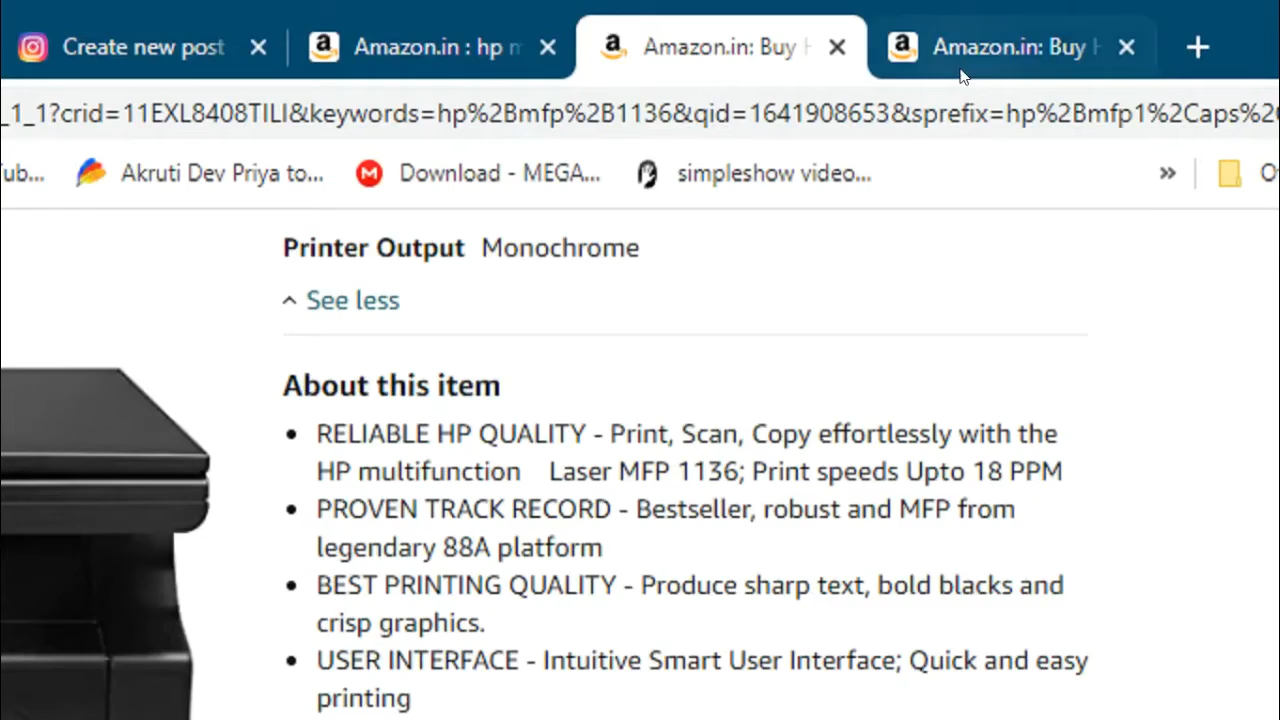 Create new post
Amazon.in : hp m
Amazon.in: Buy H
Amazon.in: Buy H
_1_1?crid=11EXL8408TILI&keywords=hp%2Bmfp%2B1136&qid=1641908653&sprefix=hp%2Bmfp1%2Caps%2
ub...
Akruti Dev Priya to...
Download - MEGA...
simpleshow video...
»
O
Printer Output Monochrome
See less
About this item
• RELIABLE HP QUALITY - Print, Scan, Copy effortlessly with the
HP multifunction Laser MFP 1136; Print speeds Upto 18 PPM
• PROVEN TRACK RECORD - Bestseller, robust and MFP from
legendary 88A platform
• BEST PRINTING QUALITY - Produce sharp text, bold blacks and
crisp graphics.
• USER INTERFACE - Intuitive Smart User Interface; Quick and easy
printing